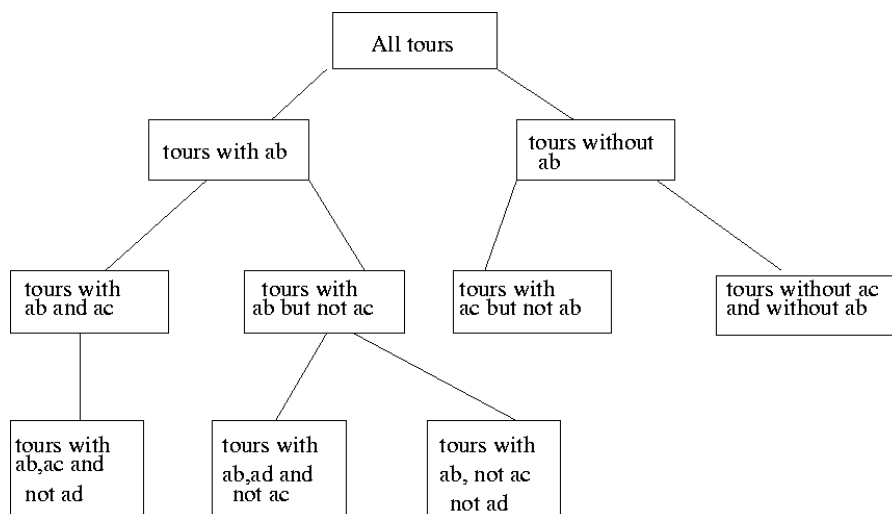 All tours
tours with ab
tours without
ab
tours with
ab and ac
tours with
ab but not ac
tours with
ac but not ab
tours without ac
and without ab
tours with
ab,ac and
not ad
tours with
ab,ad and
not ac
tours with
ab, not ac
not ad